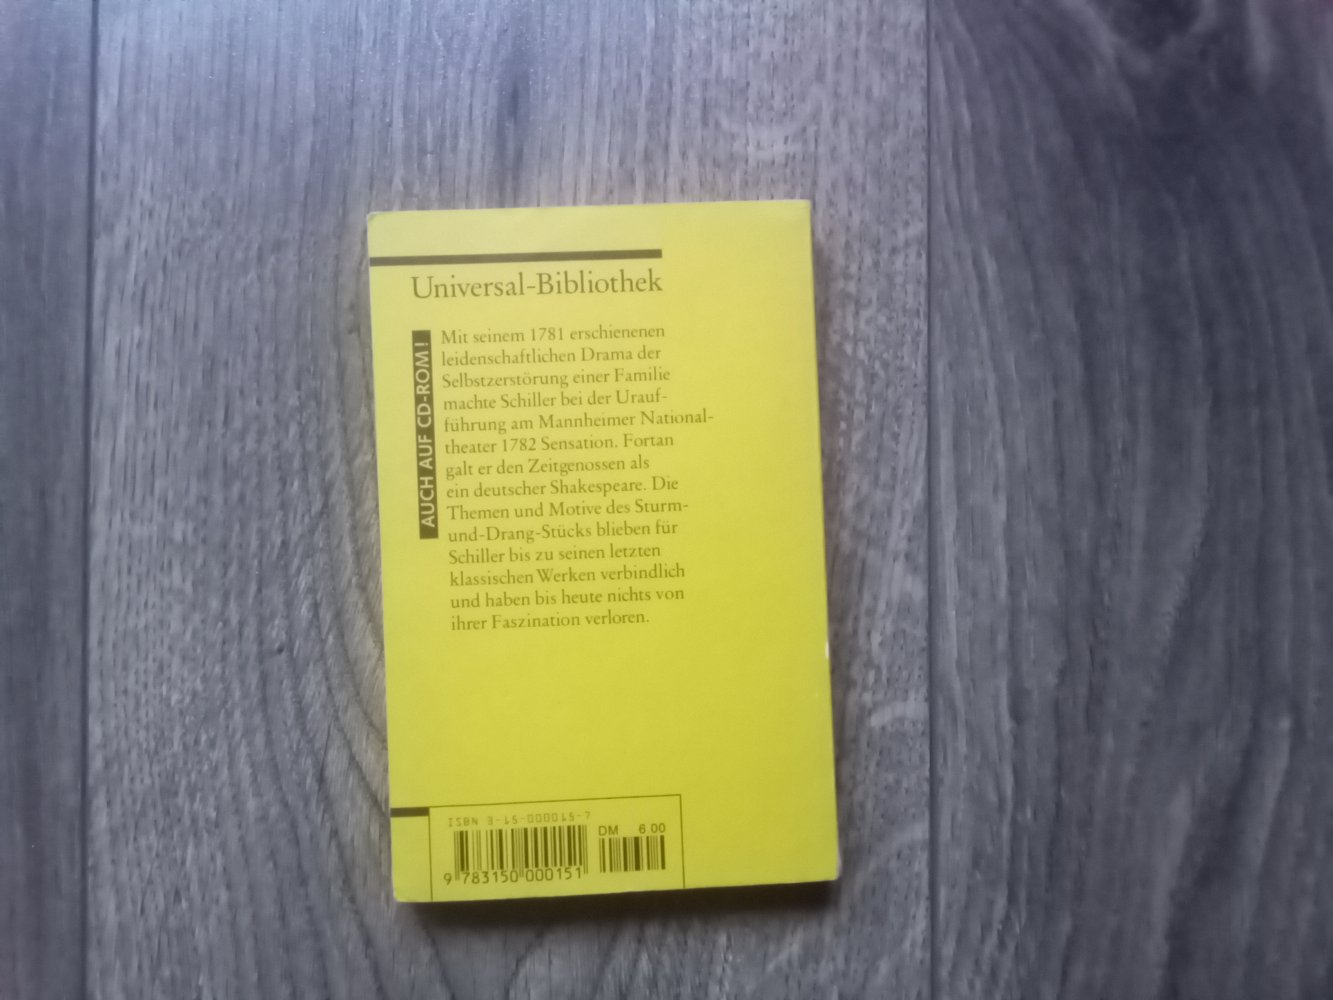 Universal-Bibliothek
AUCH AUF CD-ROM!
Mit seinem 1781 erschienenen
leidenschaftlichen Drama der
Selbstzerstörung einer Familie
machte Schiller bei der Urauf-
führung am Mannheimer National-
theater 1782 Sensation. Fortan
galt er den Zeitgenossen als
ein deutscher Shakespeare. Die
Themen und Motive des Sturm-
und-Drang-Stücks blieben für
Schiller bis zu seinen letzten
klassischen Werken verbindlich
und haben bis heute nichts von
ihrer Faszination verloren.
ISBN 3-15-000015-7
DM 6 00
9 783150 000151